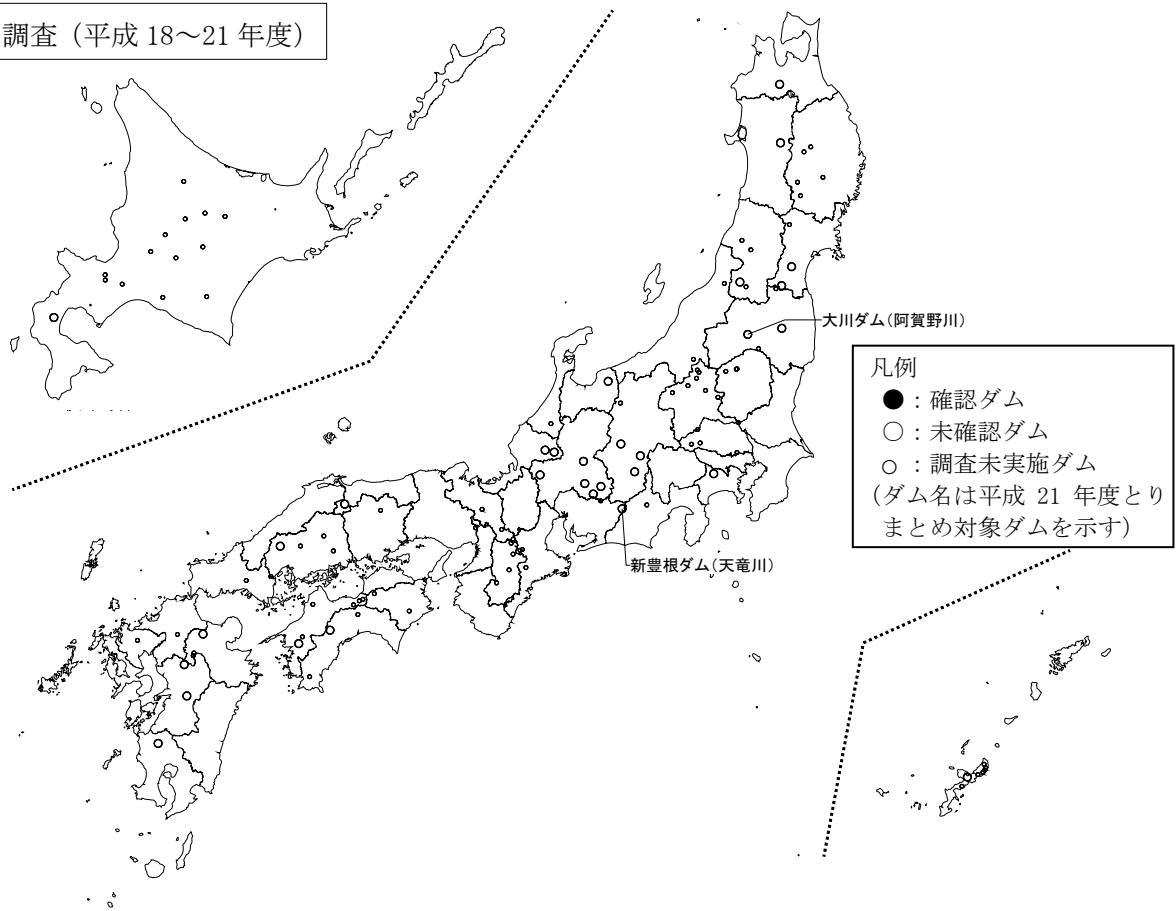 調査（平成 18～21 年度）
大川ダム(阿賀野川)
凡例
●：確認ダム
○：未確認ダム
○：調査未実施ダム
(ダム名は平成 21 年度とり
まとめ対象ダムを示す)
新豊根ダム(天竜川)